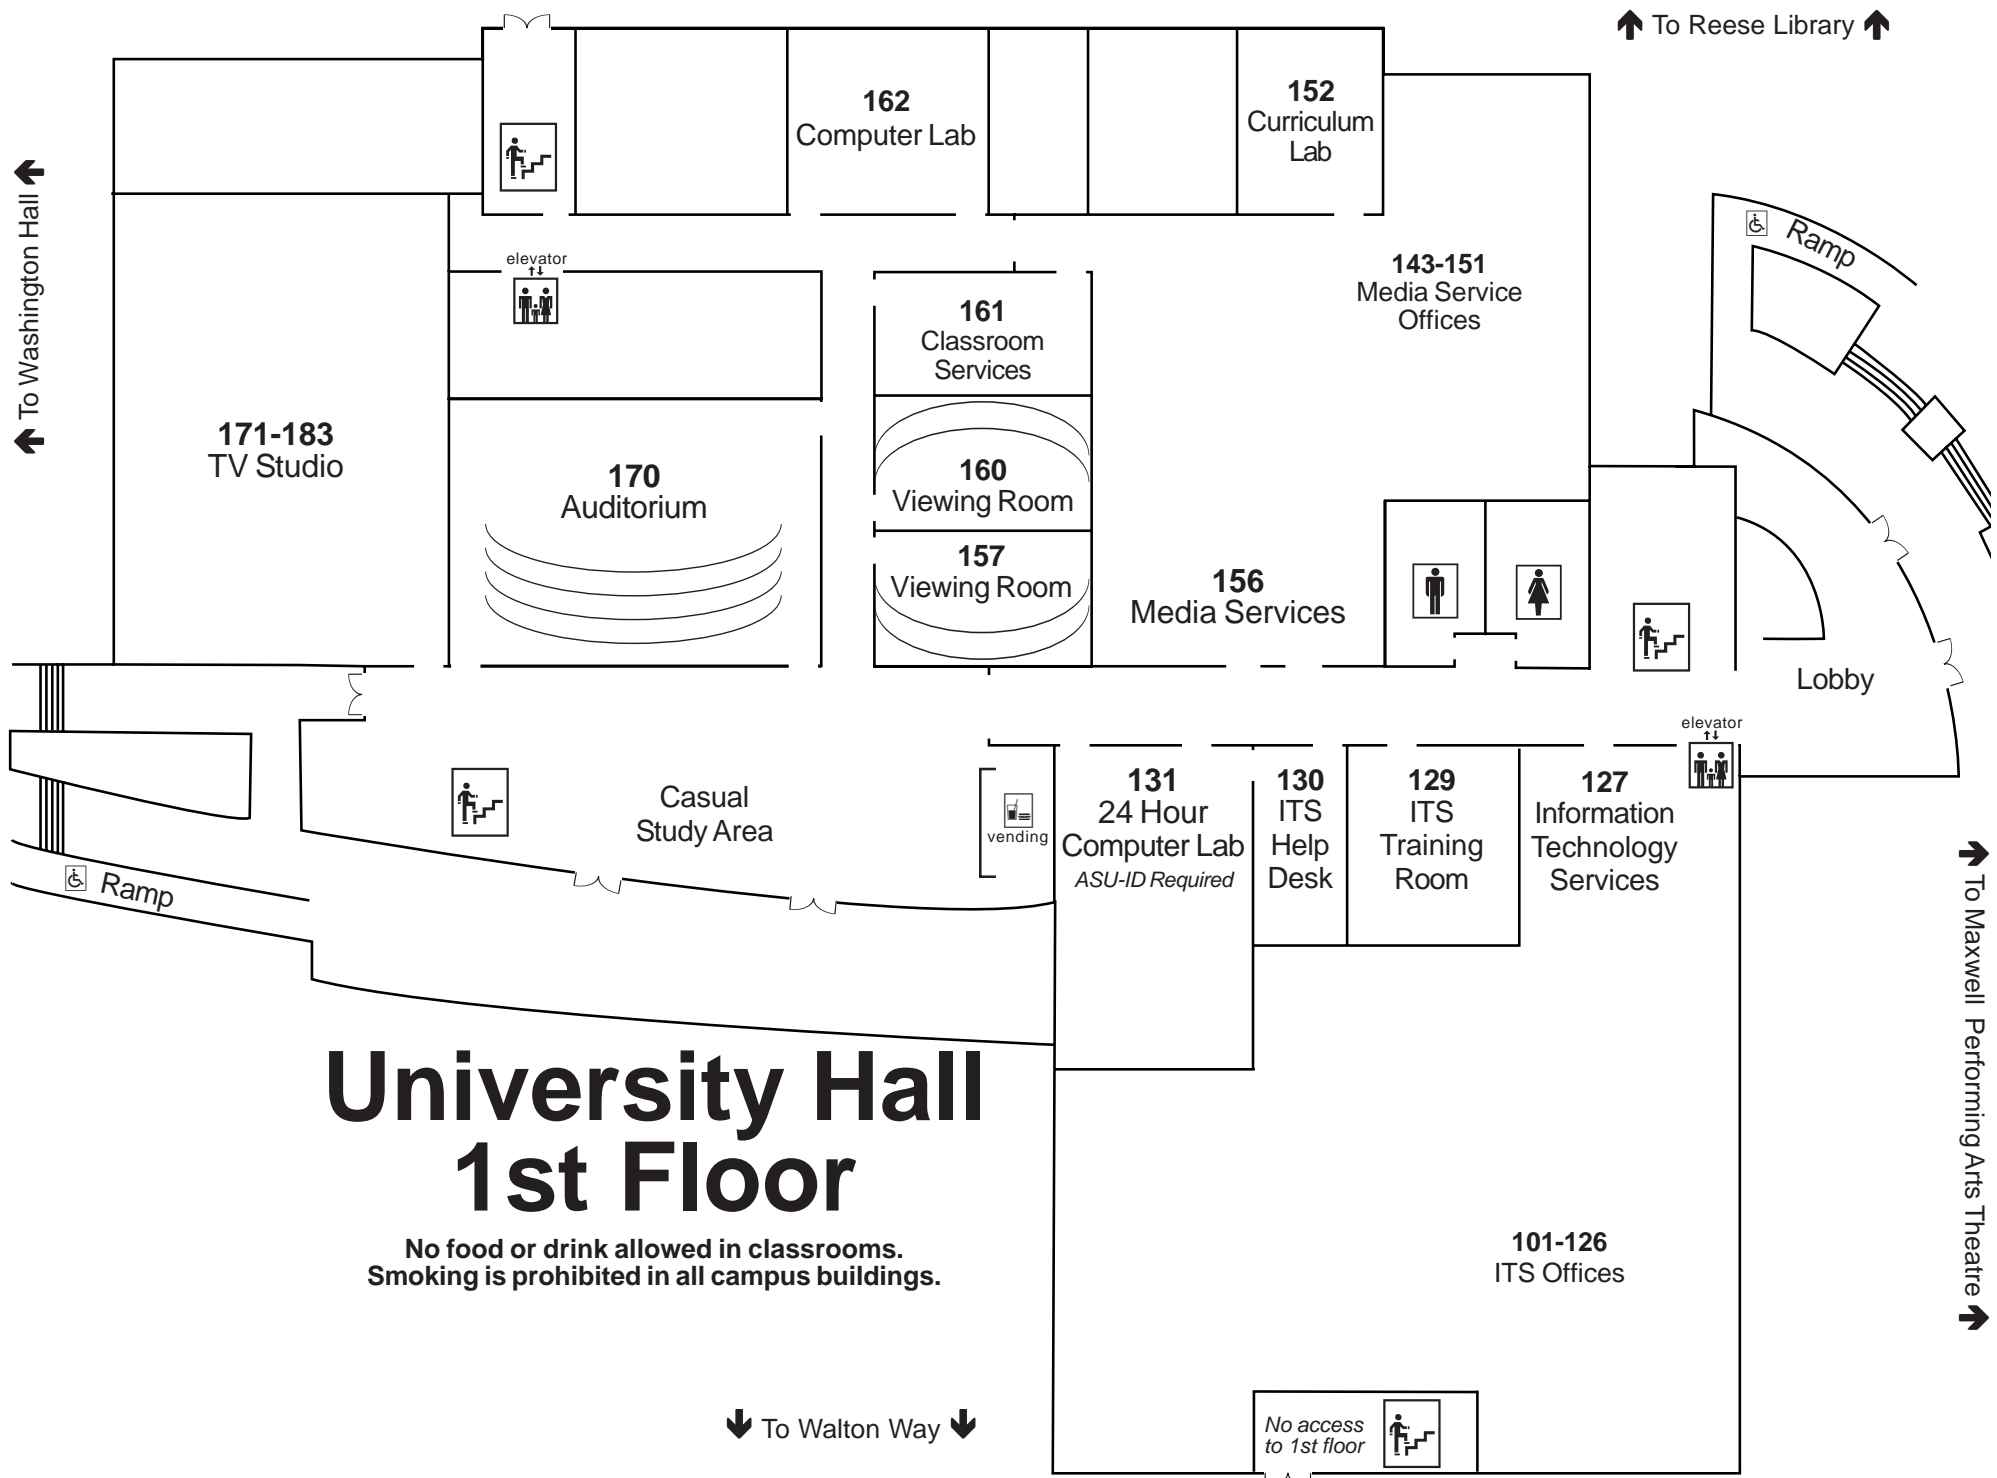 To Reese Library
162
Computer Lab
152
Curriculum
Lab
To Washington Hall
Ramp
elevator
143-151
Media Service
Offices
161
Classroom
Services
171-183
TV Studio
170
Auditorium
160
Viewing Room
157
Viewing Room
156
Media Services
Lobby
elevator
Casual
Study Area
vending
131
24 Hour
Computer Lab
ASU-ID Required
130
ITS
Help
Desk
129
ITS
Training
Room
127
Information
Technology
Services
Ramp
To Maxwell Performing Arts Theatre
University Hall
1st Floor
No food or drink allowed in classrooms.
Smoking is prohibited in all campus buildings.
101-126
ITS Offices
To Walton Way
No access
to 1st floor